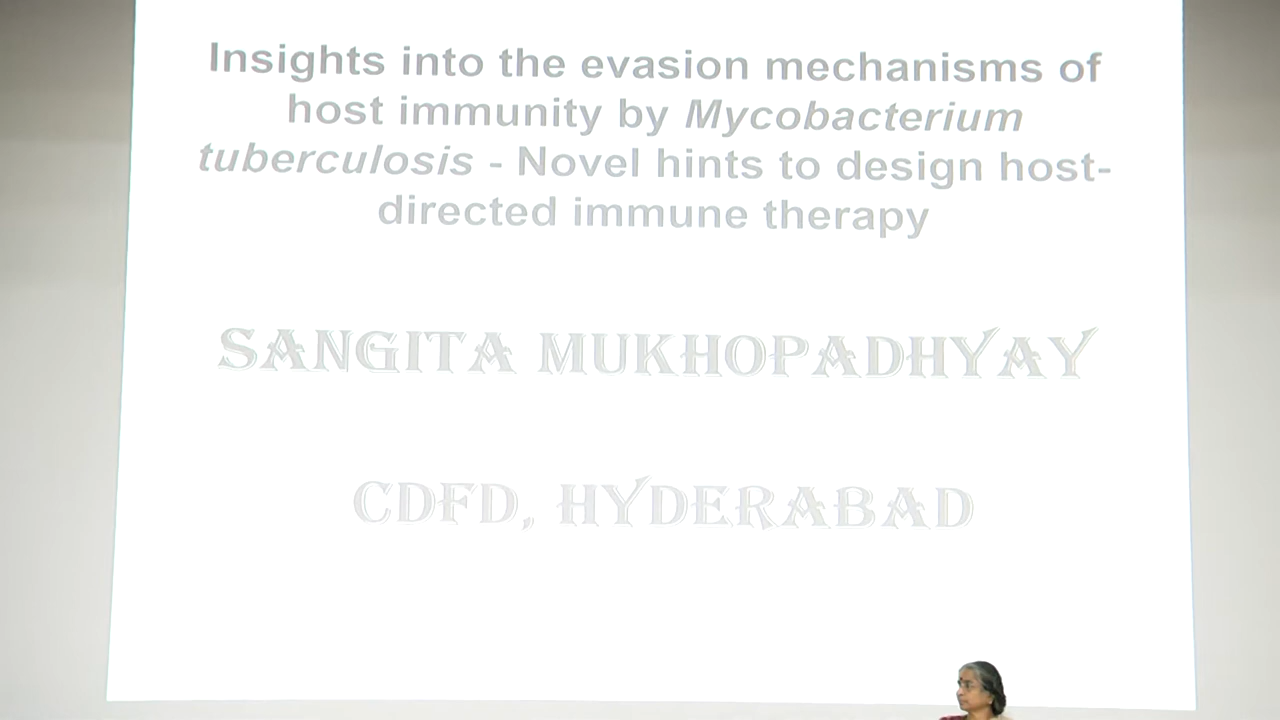 Insights into the evasion mechanisms of
host immunity by Mycobacterium
tuberculosis - Novel hints to design host-
directed immune therapy
SANGITA MUKHOPADHYAY
CDFD, HYDERABAD